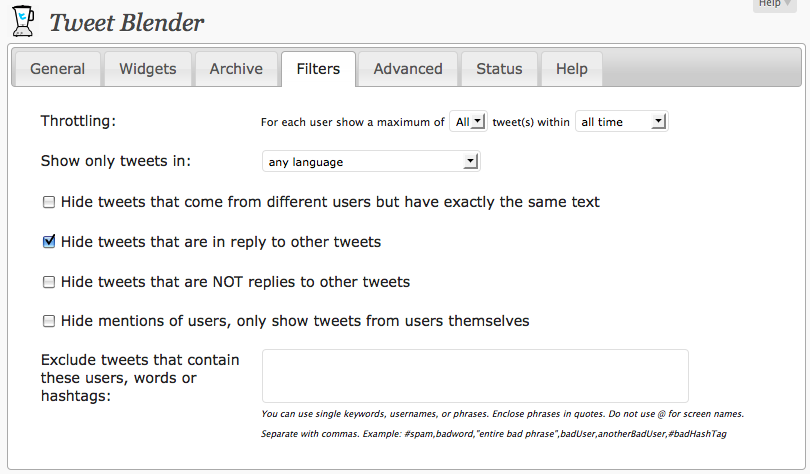 Help
Tweet Blender
General Widgets Archive Filters Advanced Status Help
Throttling: For each user show a maximum of All tweet(s) within all time
Show only tweets in: any language
Hide tweets that come from different users but have exactly the same text
Hide tweets that are in reply to other tweets
Hide tweets that are NOT replies to other tweets
Hide mentions of users, only show tweets from users themselves
Exclude tweets that contain
these users, words or
hashtags:
You can use single keywords, usernames, or phrases. Enclose phrases in quotes. Do not use @ for screen names.
Separate with commas. Example: #spam,badword,"entire bad phrase",badUser,anotherBadUser,#badHashTag